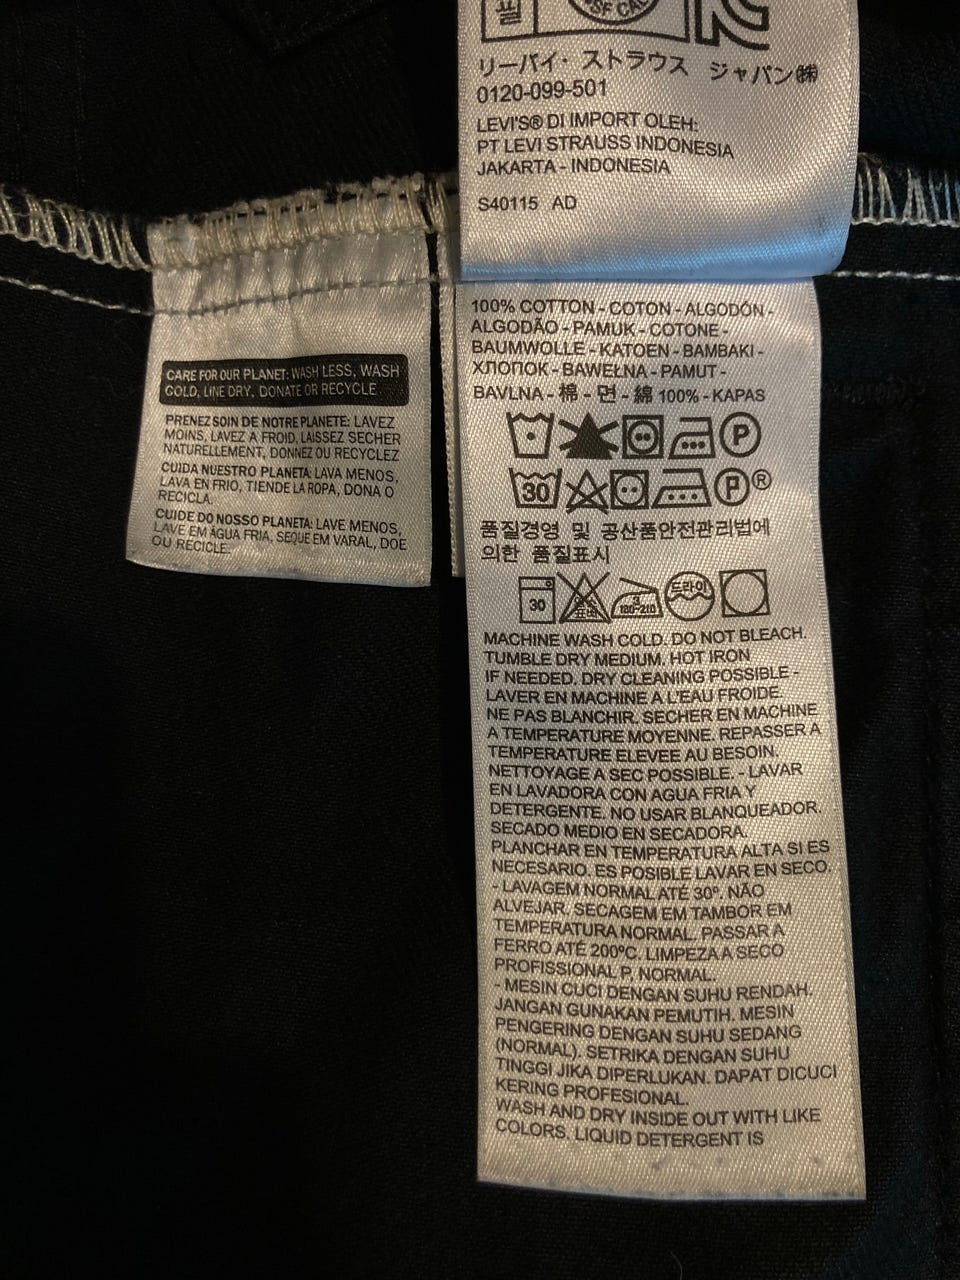 SF CA
リーバイ・ストラウス ジャパン㈱
0120-099-501
LEVI'S® DI IMPORT OLEH:
PT LEVI STRAUSS INDONESIA
JAKARTA - INDONESIA
S40115 AD
CARE FOR OUR PLANET: WASH LESS, WASH
COLD, LINE DRY, DONATE OR RECYCLE.
PRENEZ SOIN DE NOTRE PLANETE: LAVEZ
MOINS, LAVEZ A FROID, LAISSEZ SECHER
NATURELLEMENT, DONNEZ OU RECYCLEZ
CUIDA NUESTRO PLANETA: LAVA MENOS,
LAVA EN FRIO, TIENDE LA ROPA, DONA O
RECICLA.
CUIDE DO NOSSO PLANETA: LAVE MENOS,
LAVE EM ÁGUA FRIA, SEQUE EM VARAL, DOE
OU RECICLE.
100% COTTON - COTON - ALGODÓN -
ALGODÃO - PAMUK - COTONE -
BAUMWOLLE - KATOEN - BAMBAKI -
ХЛОПОК - BAWEŁNA - PAMUT -
BAVLNA - 棉 - 면 - 綿 100% - KAPAS
P
30 P®
품질경영 및 공산품안전관리법에
의한 품질표시
30 표백 3 180-210 드라이
MACHINE WASH COLD. DO NOT BLEACH.
TUMBLE DRY MEDIUM. HOT IRON
IF NEEDED. DRY CLEANING POSSIBLE -
LAVER EN MACHINE A L'EAU FROIDE.
NE PAS BLANCHIR. SECHER EN MACHINE
A TEMPERATURE MOYENNE. REPASSER A
TEMPERATURE ELEVEE AU BESOIN.
NETTOYAGE A SEC POSSIBLE. - LAVAR
EN LAVADORA CON AGUA FRIA Y
DETERGENTE. NO USAR BLANQUEADOR.
SECADO MEDIO EN SECADORA.
PLANCHAR EN TEMPERATURA ALTA SI ES
NECESARIO. ES POSIBLE LAVAR EN SECO.
- LAVAGEM NORMAL ATÉ 30º. NÃO
ALVEJAR. SECAGEM EM TAMBOR EM
TEMPERATURA NORMAL. PASSAR A
FERRO ATÉ 200ºC. LIMPEZA A SECO
PROFISSIONAL P, NORMAL.
- MESIN CUCI DENGAN SUHU RENDAH.
JANGAN GUNAKAN PEMUTIH. MESIN
PENGERING DENGAN SUHU SEDANG
(NORMAL). SETRIKA DENGAN SUHU
TINGGI JIKA DIPERLUKAN. DAPAT DICUCI
KERING PROFESIONAL.
WASH AND DRY INSIDE OUT WITH LIKE
COLORS. LIQUID DETERGENT IS